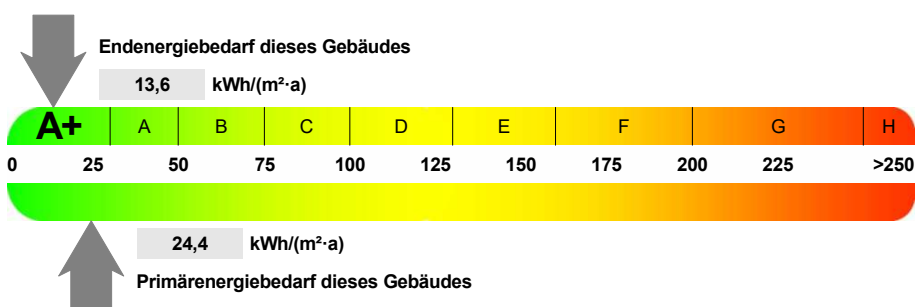 Endenergiebedarf dieses Gebäudes
13,6 kWh/(m²·a)
A+ A B C D E F G H
0 25 50 75 100 125 150 175 200 225 >250
24,4 kWh/(m²·a)
Primärenergiebedarf dieses Gebäudes